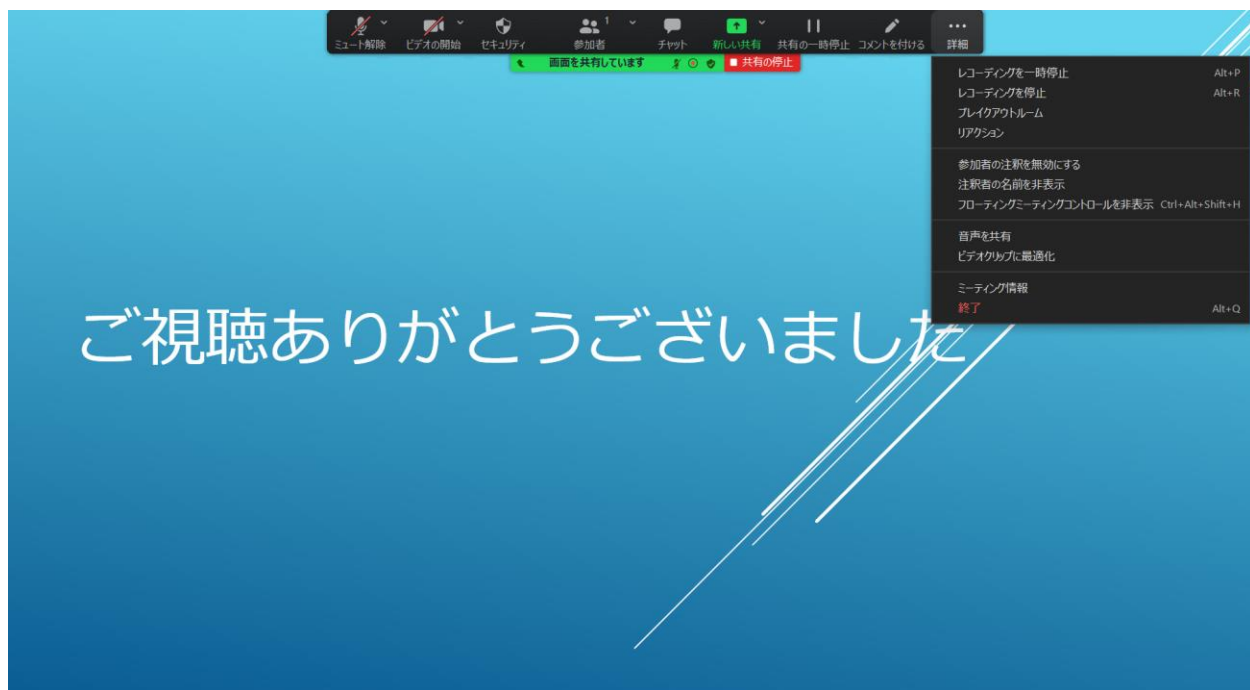 ミュート解除 ビデオの開始 セキュリティ 参加者 1 チャット 新しい共有 共有の一時停止 コメントを付ける 詳細
画面を共有しています 共有の停止
レコーディングを一時停止 Alt+P
レコーディングを停止 Alt+R
ブレイクアウトルーム
リアクション
参加者の注釈を無効にする
注釈者の名前を非表示
フローティングミーティングコントロールを非表示 Ctrl+Alt+Shift+H
音声を共有
ビデオクリップに最適化
ミーティング情報
終了 Alt+Q
ご視聴ありがとうございました